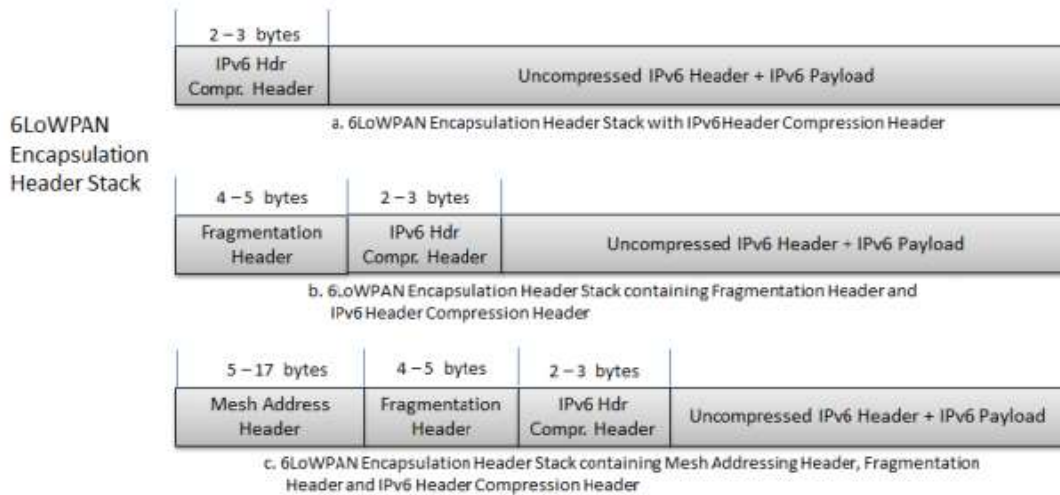 2 – 3 bytes
IPv6 Hdr
Compr. Header
Uncompressed IPv6 Header + IPv6 Payload
a. 6LoWPAN Encapsulation Header Stack with IPv6 Header Compression Header
6LoWPAN
Encapsulation
Header Stack
4 – 5 bytes
2 – 3 bytes
Fragmentation
Header
IPv6 Hdr
Compr. Header
Uncompressed IPv6 Header + IPv6 Payload
b. 6LoWPAN Encapsulation Header Stack containing Fragmentation Header and
IPv6 Header Compression Header
5 – 17 bytes
4 – 5 bytes
2 – 3 bytes
Mesh Address
Header
Fragmentation
Header
IPv6 Hdr
Compr. Header
Uncompressed IPv6 Header + IPv6 Payload
c. 6LoWPAN Encapsulation Header Stack containing Mesh Addressing Header, Fragmentation
Header and IPv6 Header Compression Header